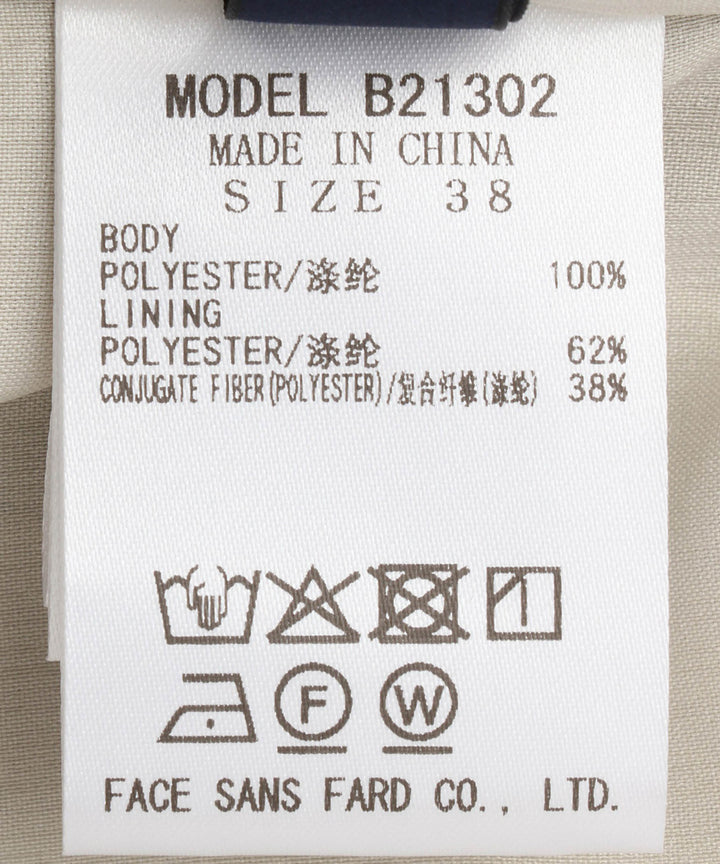 MODEL B21302
MADE IN CHINA
SIZE 38
BODY
POLYESTER/涤纶 100%
LINING
POLYESTER/涤纶 62%
CONJUGATE FIBER(POLYESTER)/复合纤维(涤纶) 38%
F W
FACE SANS FARD CO., LTD.